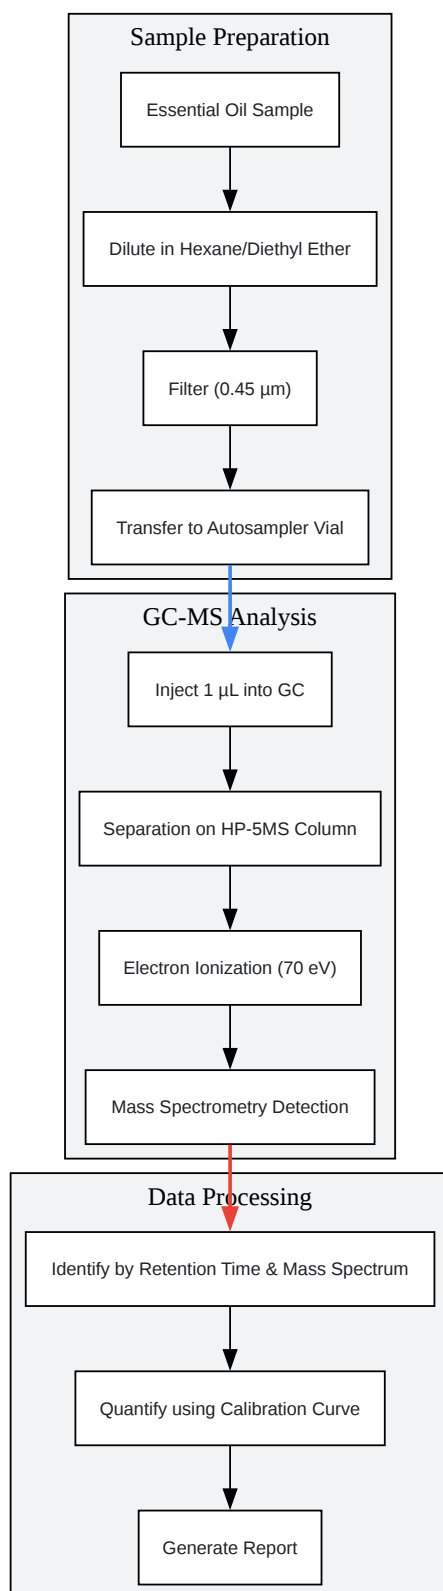 Sample Preparation
Essential Oil Sample
Dilute in Hexane/Diethyl Ether
Filter (0.45 µm)
Transfer to Autosampler Vial
GC-MS Analysis
Inject 1 µL into GC
Separation on HP-5MS Column
Electron Ionization (70 eV)
Mass Spectrometry Detection
Data Processing
Identify by Retention Time & Mass Spectrum
Quantify using Calibration Curve
Generate Report